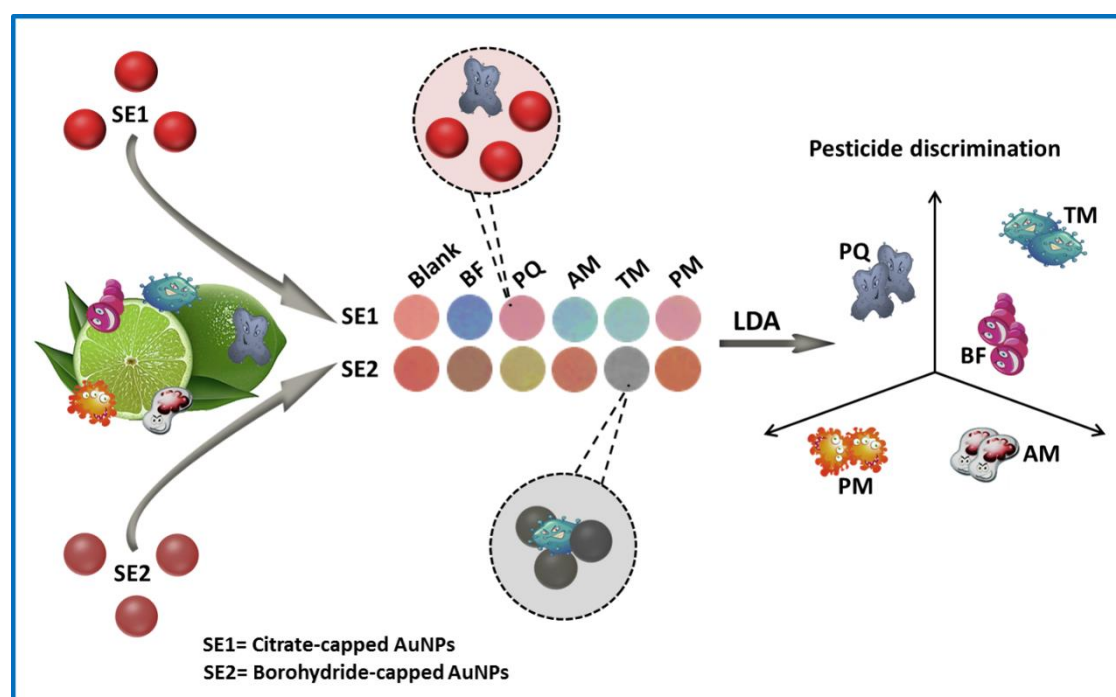 SE1
Pesticide discrimination
TM
PQ
Blank BF PQ AM TM PM
SE1
LDA
BF
SE2
PM
AM
SE2
SE1= Citrate-capped AuNPs
SE2= Borohydride-capped AuNPs